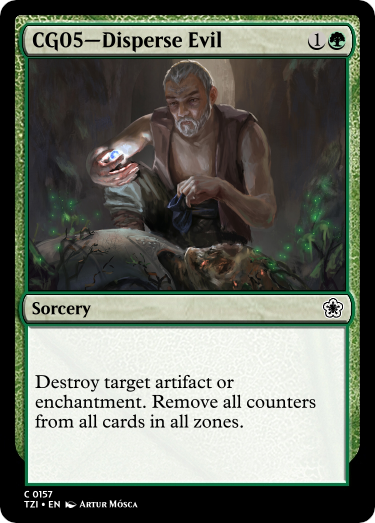 CG05—Disperse Evil 1
Sorcery
Destroy target artifact or
enchantment. Remove all counters
from all cards in all zones.
C 0157
TZI • EN Artur Mósca